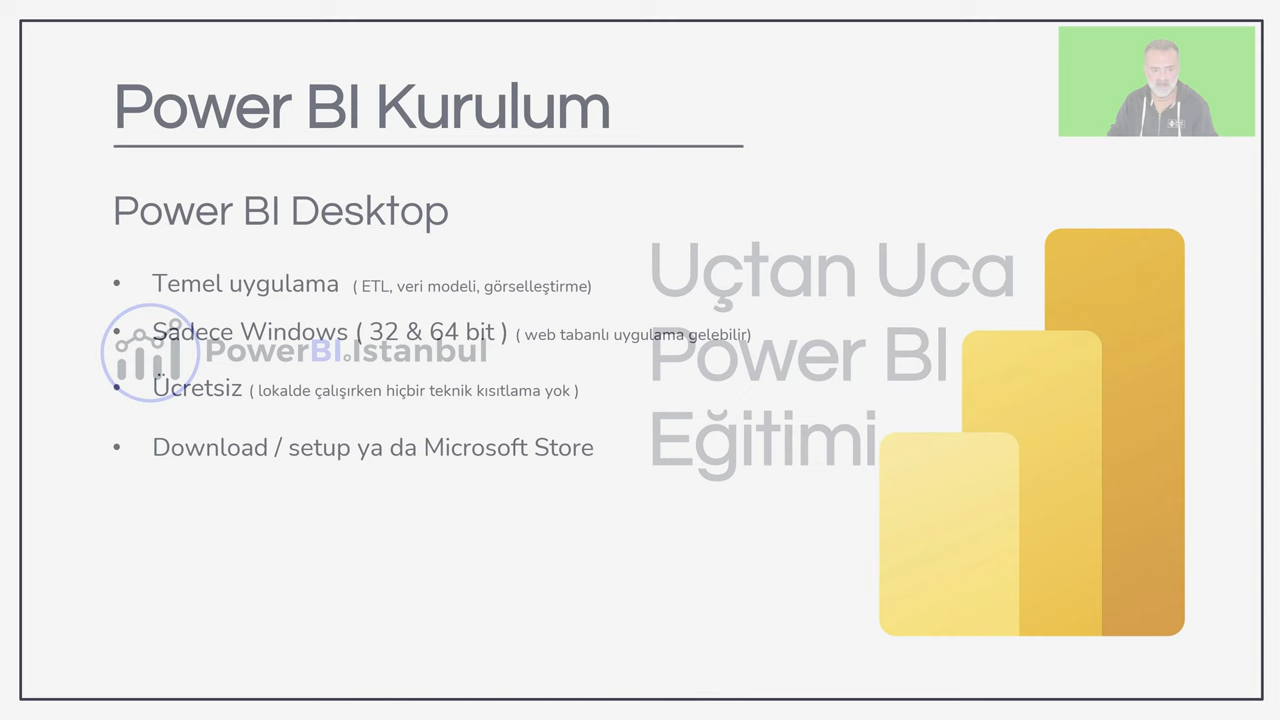 Power BI Kurulum
Power BI Desktop
• Temel uygulama ( ETL, veri modeli, görselleştirme)
• Sadece Windows ( 32 & 64 bit ) ( web tabanlı uygulama gelebilir)
• Ücretsiz ( lokalde çalışırken hiçbir teknik kısıtlama yok )
• Download / setup ya da Microsoft Store
PowerBI.Istanbul
Uçtan Uca
Power BI
Eğitimi